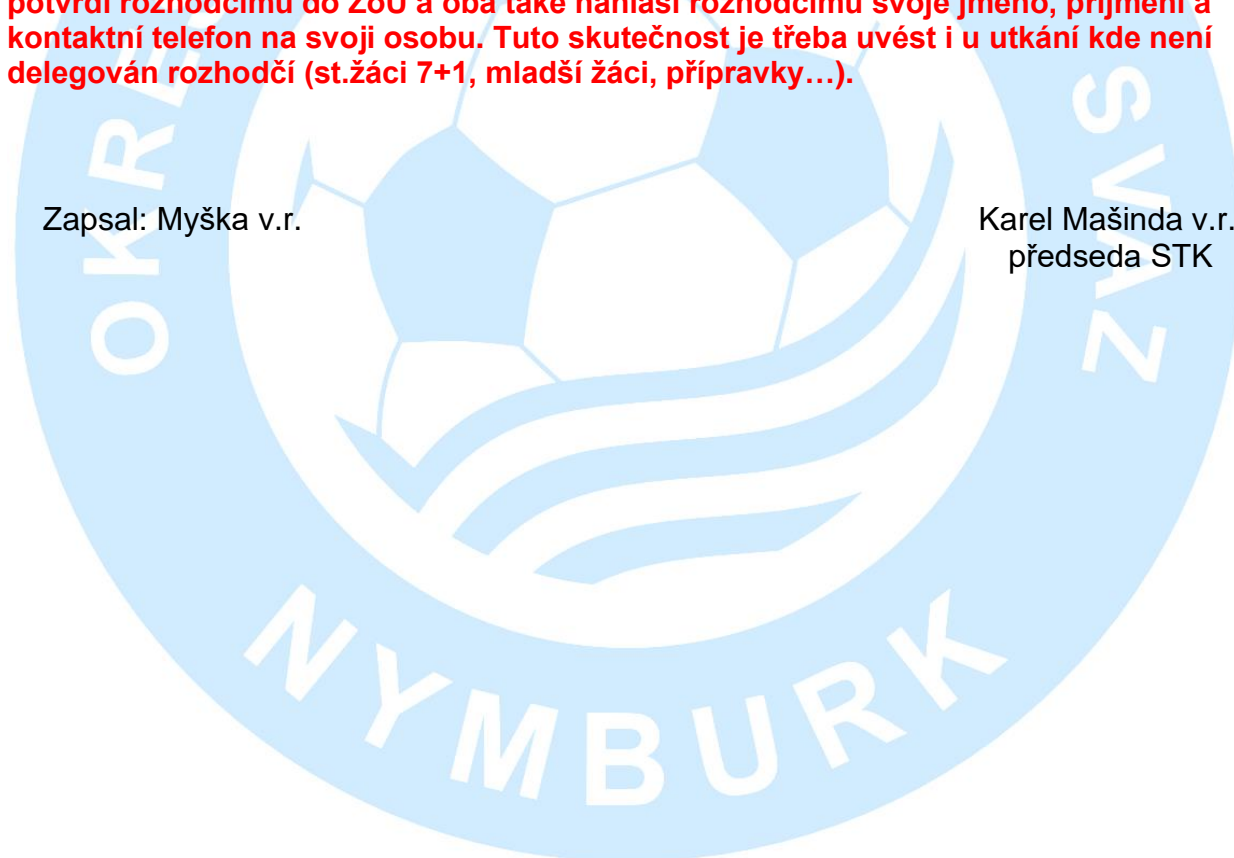 potvrdí rozhodčímu do ZoU a oba také nahlásí rozhodčímu svoje jméno, příjmení a
kontaktní telefon na svoji osobu. Tuto skutečnost je třeba uvést i u utkání kde není
delegován rozhodčí (st.žáci 7+1, mladší žáci, přípravky…).
Zapsal: Myška v.r.
Karel Mašinda v.r.
předseda STK
OKRE
SVAZ
NYMBURK